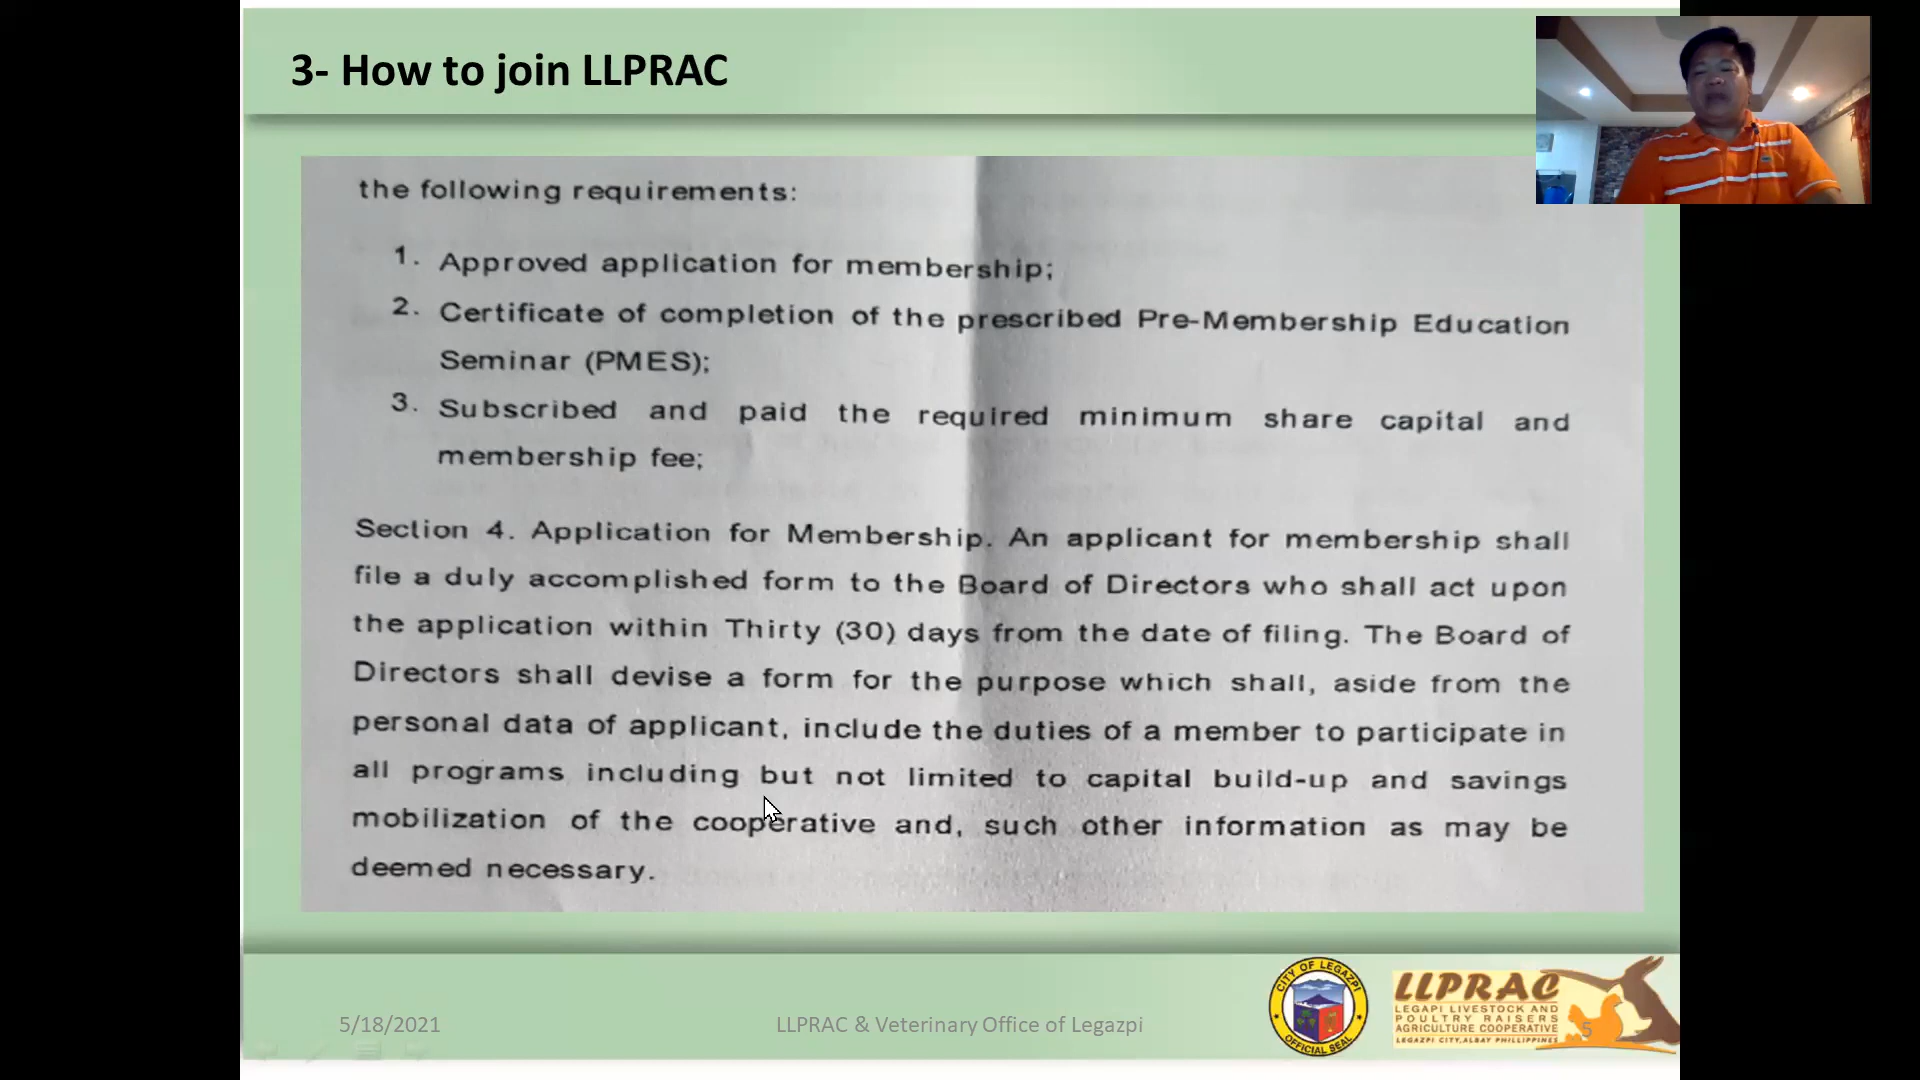 3- How to join LLPRAC
the following requirements:
1. Approved application for membership;
2. Certificate of completion of the prescribed Pre-Membership Education
Seminar (PMES);
3. Subscribed and paid the required minimum share capital and
membership fee;
Section 4. Application for Membership. An applicant for membership shall
file a duly accomplished form to the Board of Directors who shall act upon
the application within Thirty (30) days from the date of filing. The Board of
Directors shall devise a form for the purpose which shall, aside from the
personal data of applicant, include the duties of a member to participate in
all programs including but not limited to capital build-up and savings
mobilization of the cooperative and, such other information as may be
deemed necessary.
5/18/2021
LLPRAC & Veterinary Office of Legazpi
CITY OF LEGAZPI
OFFICIAL SEAL
LLPRAC
LEGAPI LIVESTOCK AND
POULTRY RAISERS
AGRICULTURE COOPERATIVE
LEGAZPI CITY, ALBAY PHILLIPPINES
5